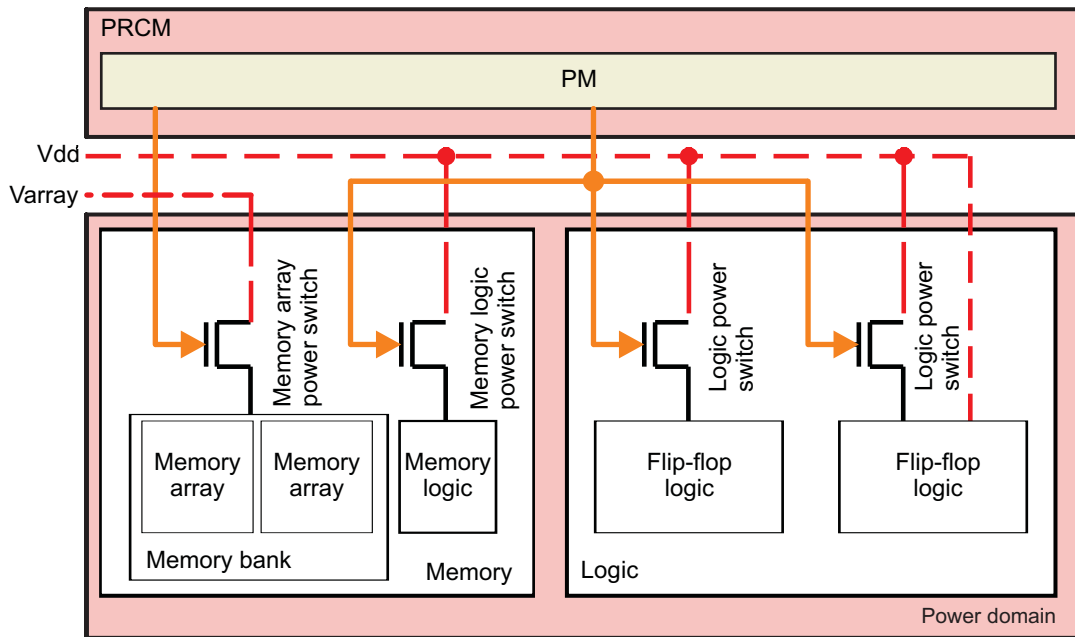 PRCM
PM
Vdd
Varray
Memory array
power switch
Memory logic
power switch
Logic power
switch
Logic power
switch
Memory
array
Memory
array
Memory
logic
Flip-flop
logic
Flip-flop
logic
Memory bank
Memory
Logic
Power domain